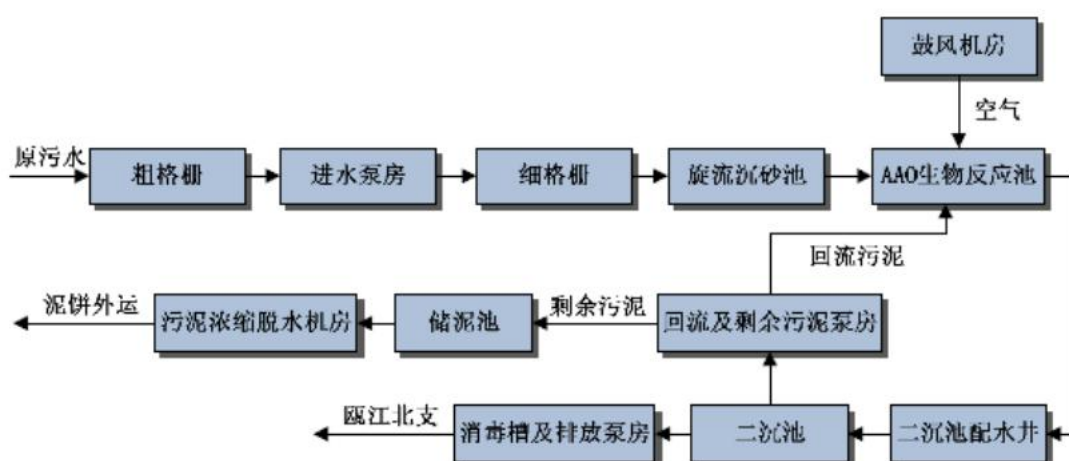 鼓风机房
空气
原污水
粗格栅
进水泵房
细格栅
旋流沉砂池
AAO生物反应池
回流污泥
泥饼外运
污泥浓缩脱水机房
储泥池
剩余污泥
回流及剩余污泥泵房
瓯江北支
消毒槽及排放泵房
二沉池
二沉池配水井